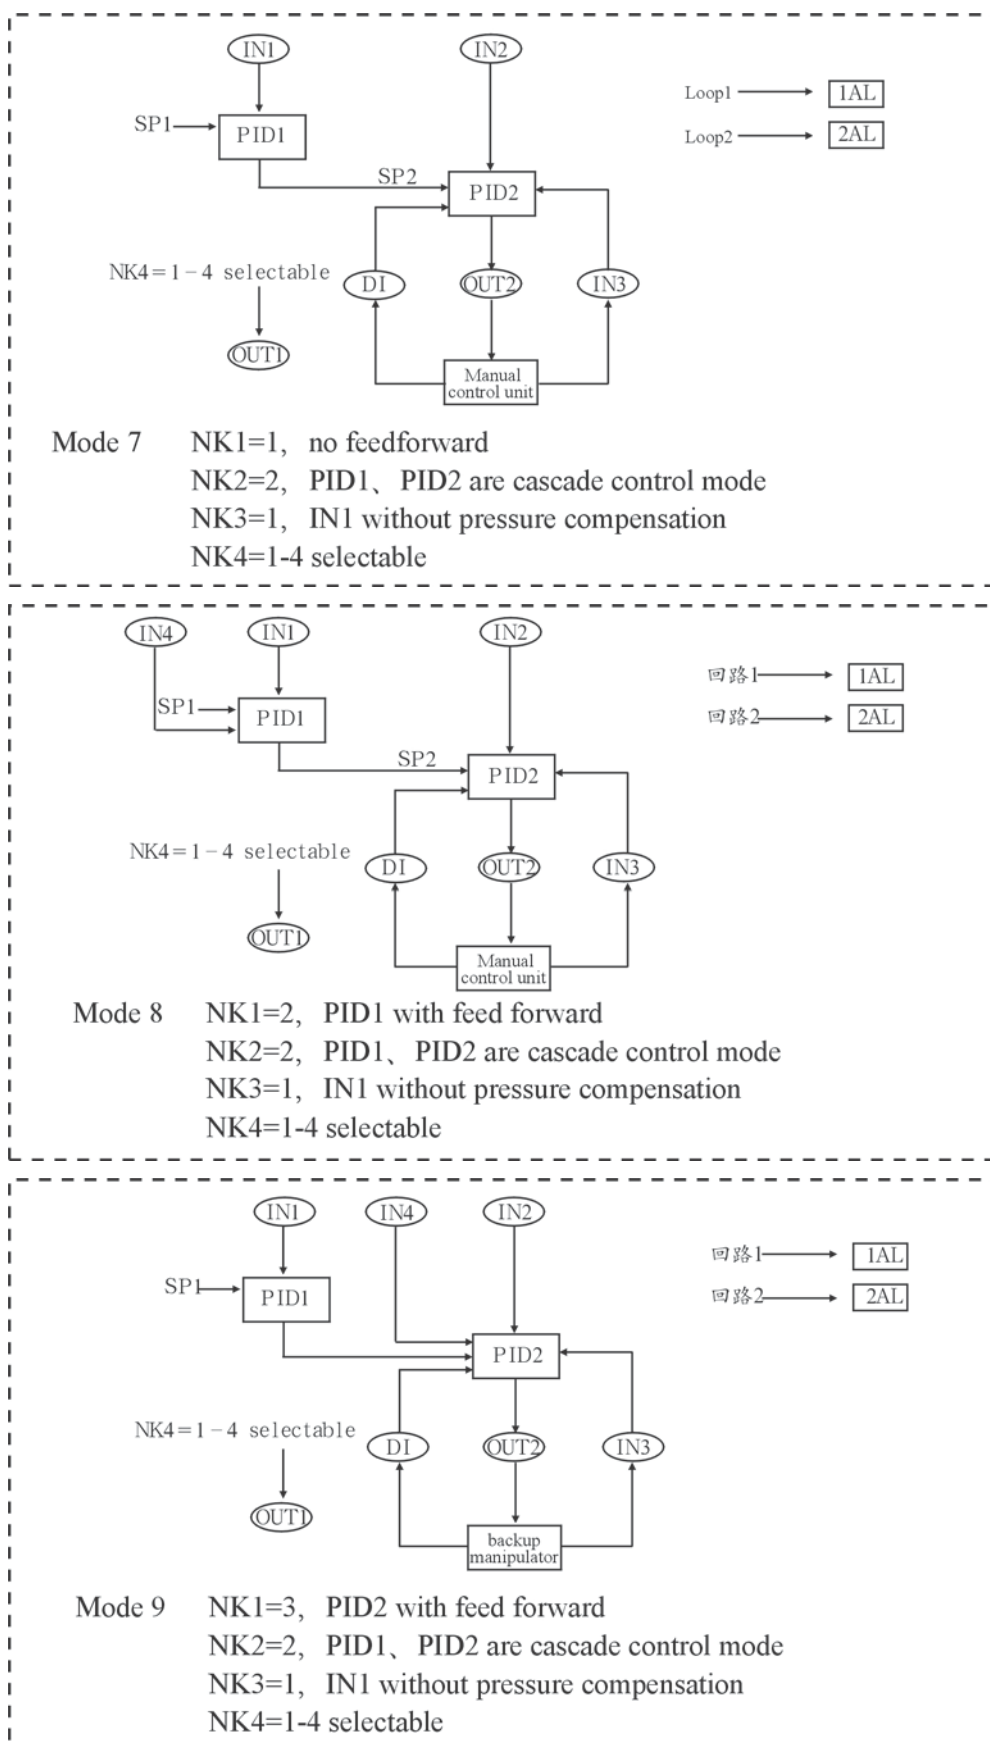 IN1
IN2
Loop1
1AL
SP1
PID1
Loop2
2AL
SP2
PID2
NK4=1-4 selectable
DI
OUT2
IN3
OUT1
Manual
control unit
Mode 7 NK1=1, no feedforward
NK2=2, PID1、PID2 are cascade control mode
NK3=1, IN1 without pressure compensation
NK4=1-4 selectable
IN4
IN1
IN2
回路1
1AL
SP1
PID1
回路2
2AL
SP2
PID2
NK4=1-4 selectable
DI
OUT2
IN3
OUT1
Manual
control unit
Mode 8 NK1=2, PID1 with feed forward
NK2=2, PID1、PID2 are cascade control mode
NK3=1, IN1 without pressure compensation
NK4=1-4 selectable
IN1
IN4
IN2
回路1
1AL
SP1
PID1
回路2
2AL
PID2
NK4=1-4 selectable
DI
OUT2
IN3
OUT1
backup
manipulator
Mode 9 NK1=3, PID2 with feed forward
NK2=2, PID1、PID2 are cascade control mode
NK3=1, IN1 without pressure compensation
NK4=1-4 selectable